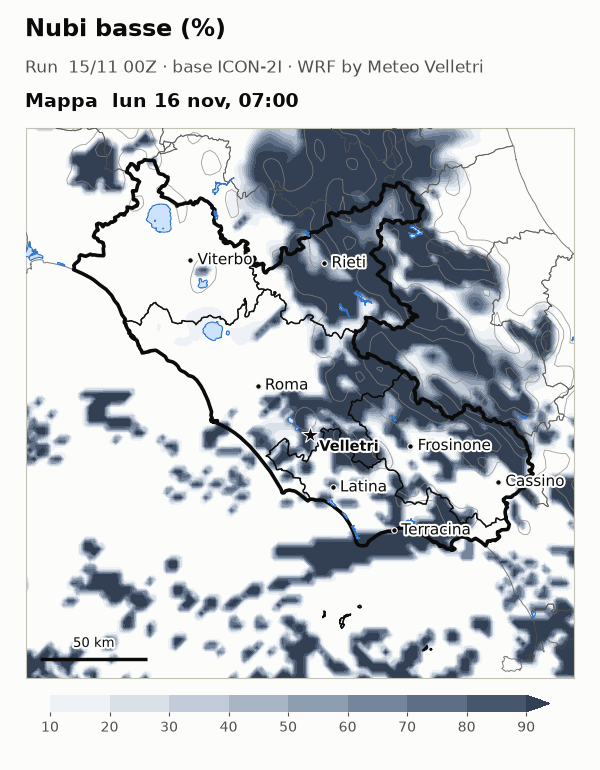 Nubi basse (%)
Run  15/11 00Z · base ICON-2I · WRF by Meteo Velletri
Mappa  lun 16 nov, 07:00
Viterbo
Rieti
Roma
Velletri
Frosinone
Latina
Cassino
Terracina
50 km
10 20 30 40 50 60 70 80 90